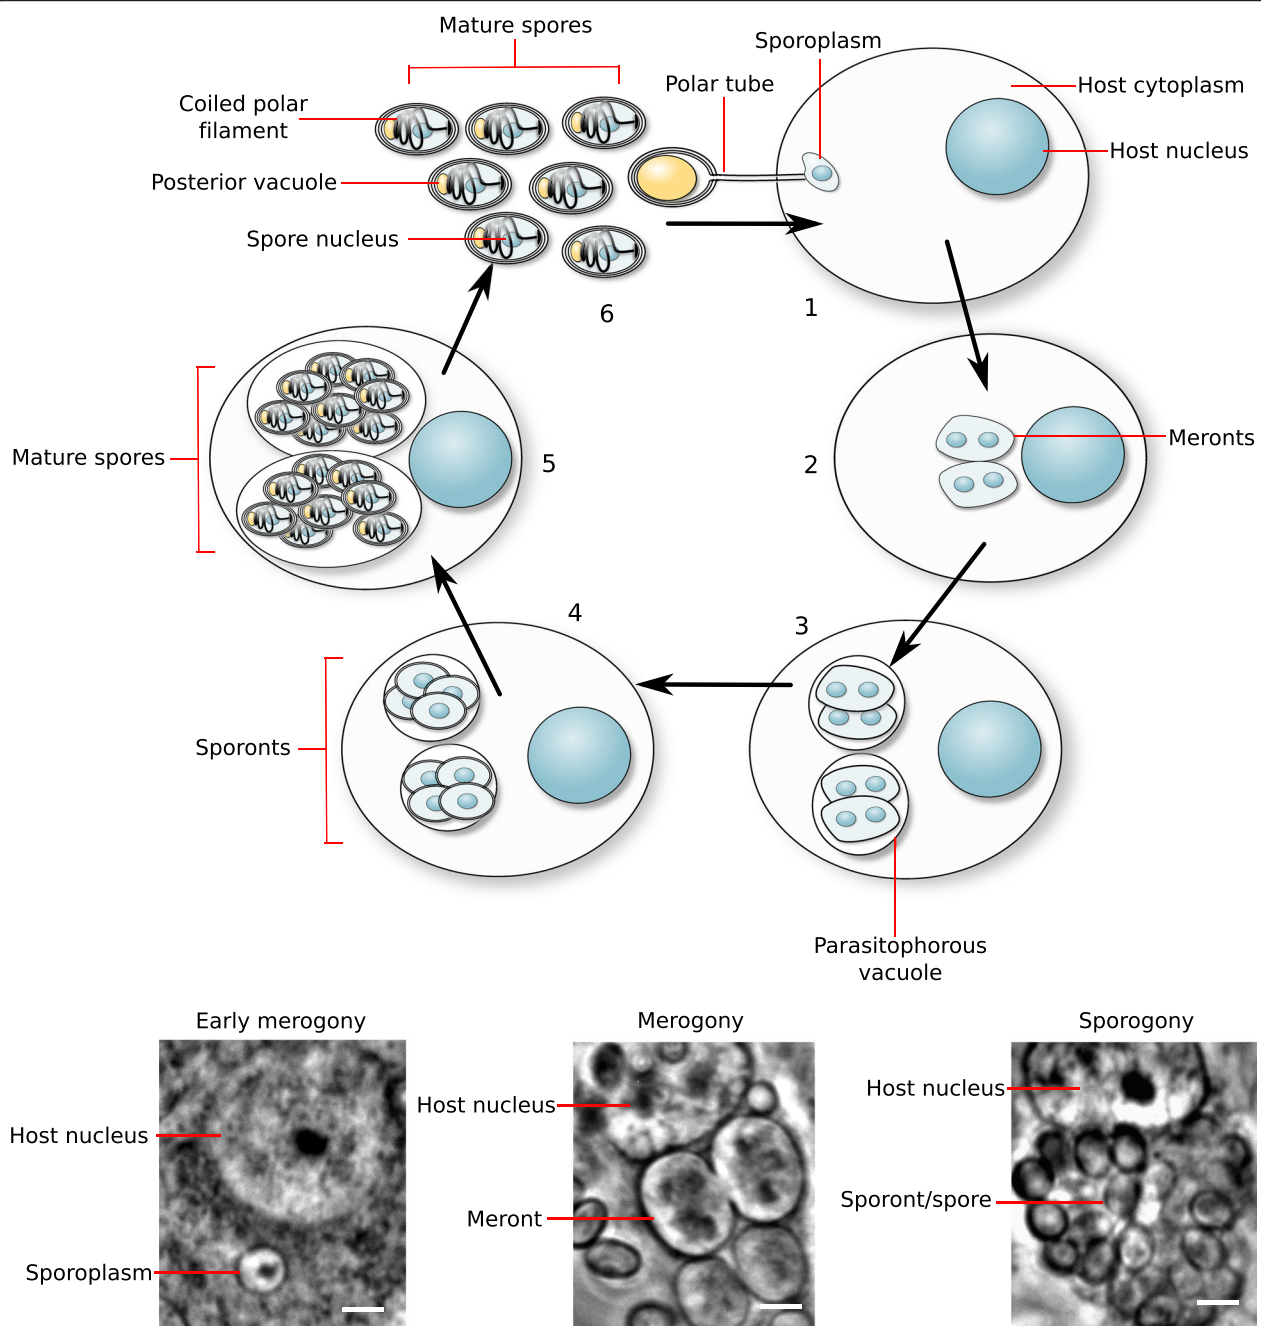 Mature spores
Sporoplasm
Polar tube
Host cytoplasm
Coiled polar
filament
Host nucleus
Posterior vacuole
Spore nucleus
6
1
Mature spores
5
2
Meronts
4
3
Sporonts
Parasitophorous
vacuole
Early merogony
Merogony
Sporogony
Host nucleus
Sporoplasm
Host nucleus
Meront
Host nucleus
Sporont/spore